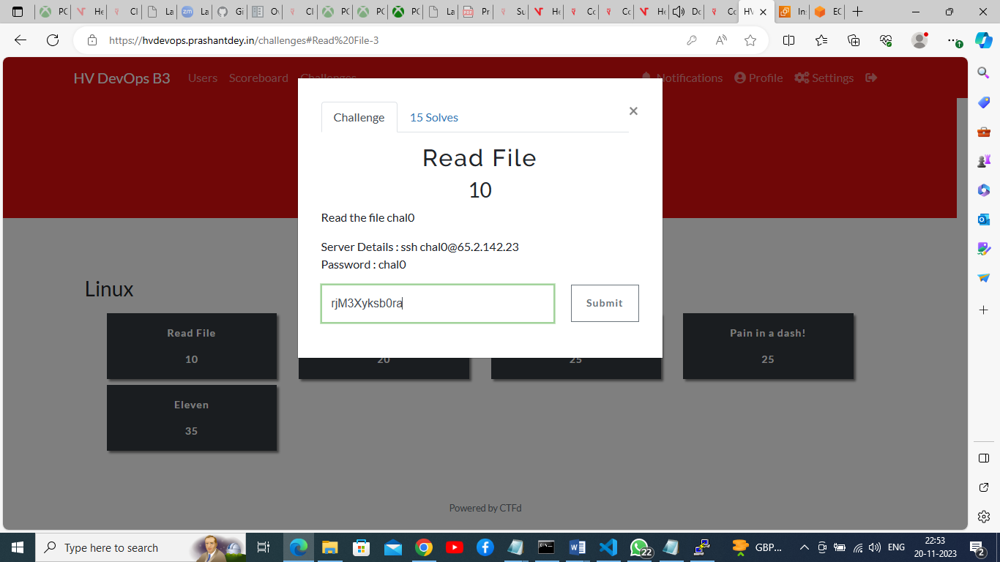 PC
He
Cl
La
La
Gi
Ov
Cl
PC
PC
PC
La
Pr
Su
He
Co
Co
He
Do
Co
HV
In
EC
https://hvdevops.prashantdey.in/challenges#Read%20File-3
HV DevOps B3
Users
Scoreboard
Challenges
Notifications
Profile
Settings
Challenge
15 Solves
×
Read File
10
Read the file chal0
Server Details : ssh chal0@65.2.142.23
Password : chal0
rjM3Xyksb0ra
Submit
Linux
Read File
10
20
25
Pain in a dash!
25
Eleven
35
Powered by CTFd
Type here to search
22
GBP...
ENG
22:53
20-11-2023
2